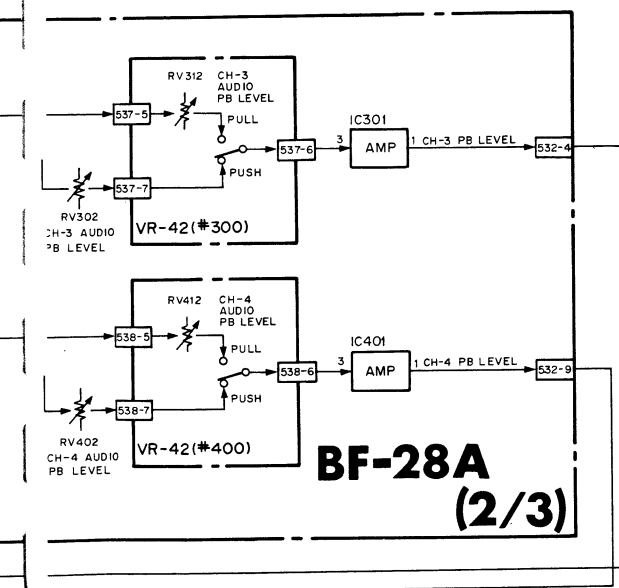 RV312
CH-3
AUDIO
PB LEVEL
PULL
537-5
537-6
3
IC301
AMP
1 CH-3 PB LEVEL
532-4
PUSH
537-7
RV302
CH-3 AUDIO
PB LEVEL
VR-42(#300)
RV412
CH-4
AUDIO
PB LEVEL
PULL
538-5
538-6
3
IC401
AMP
1 CH-4 PB LEVEL
532-9
PUSH
538-7
RV402
CH-4 AUDIO
PB LEVEL
VR-42(#400)
BF-28A
(2/3)